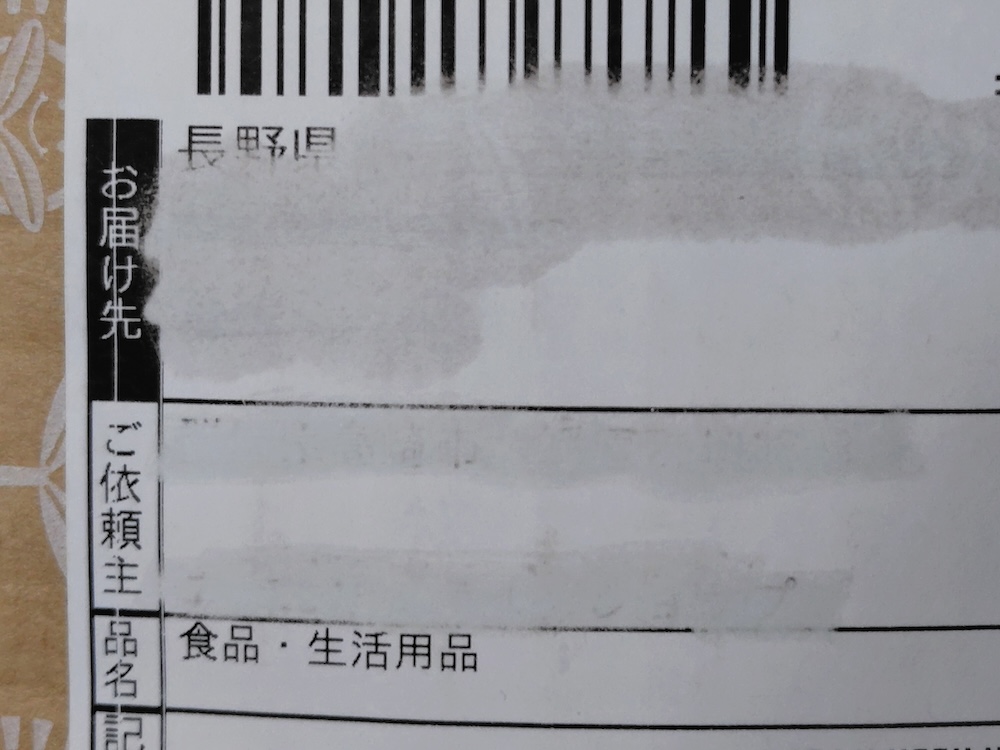 長野県
お届け先
ご依頼主
品名
食品・生活用品
記